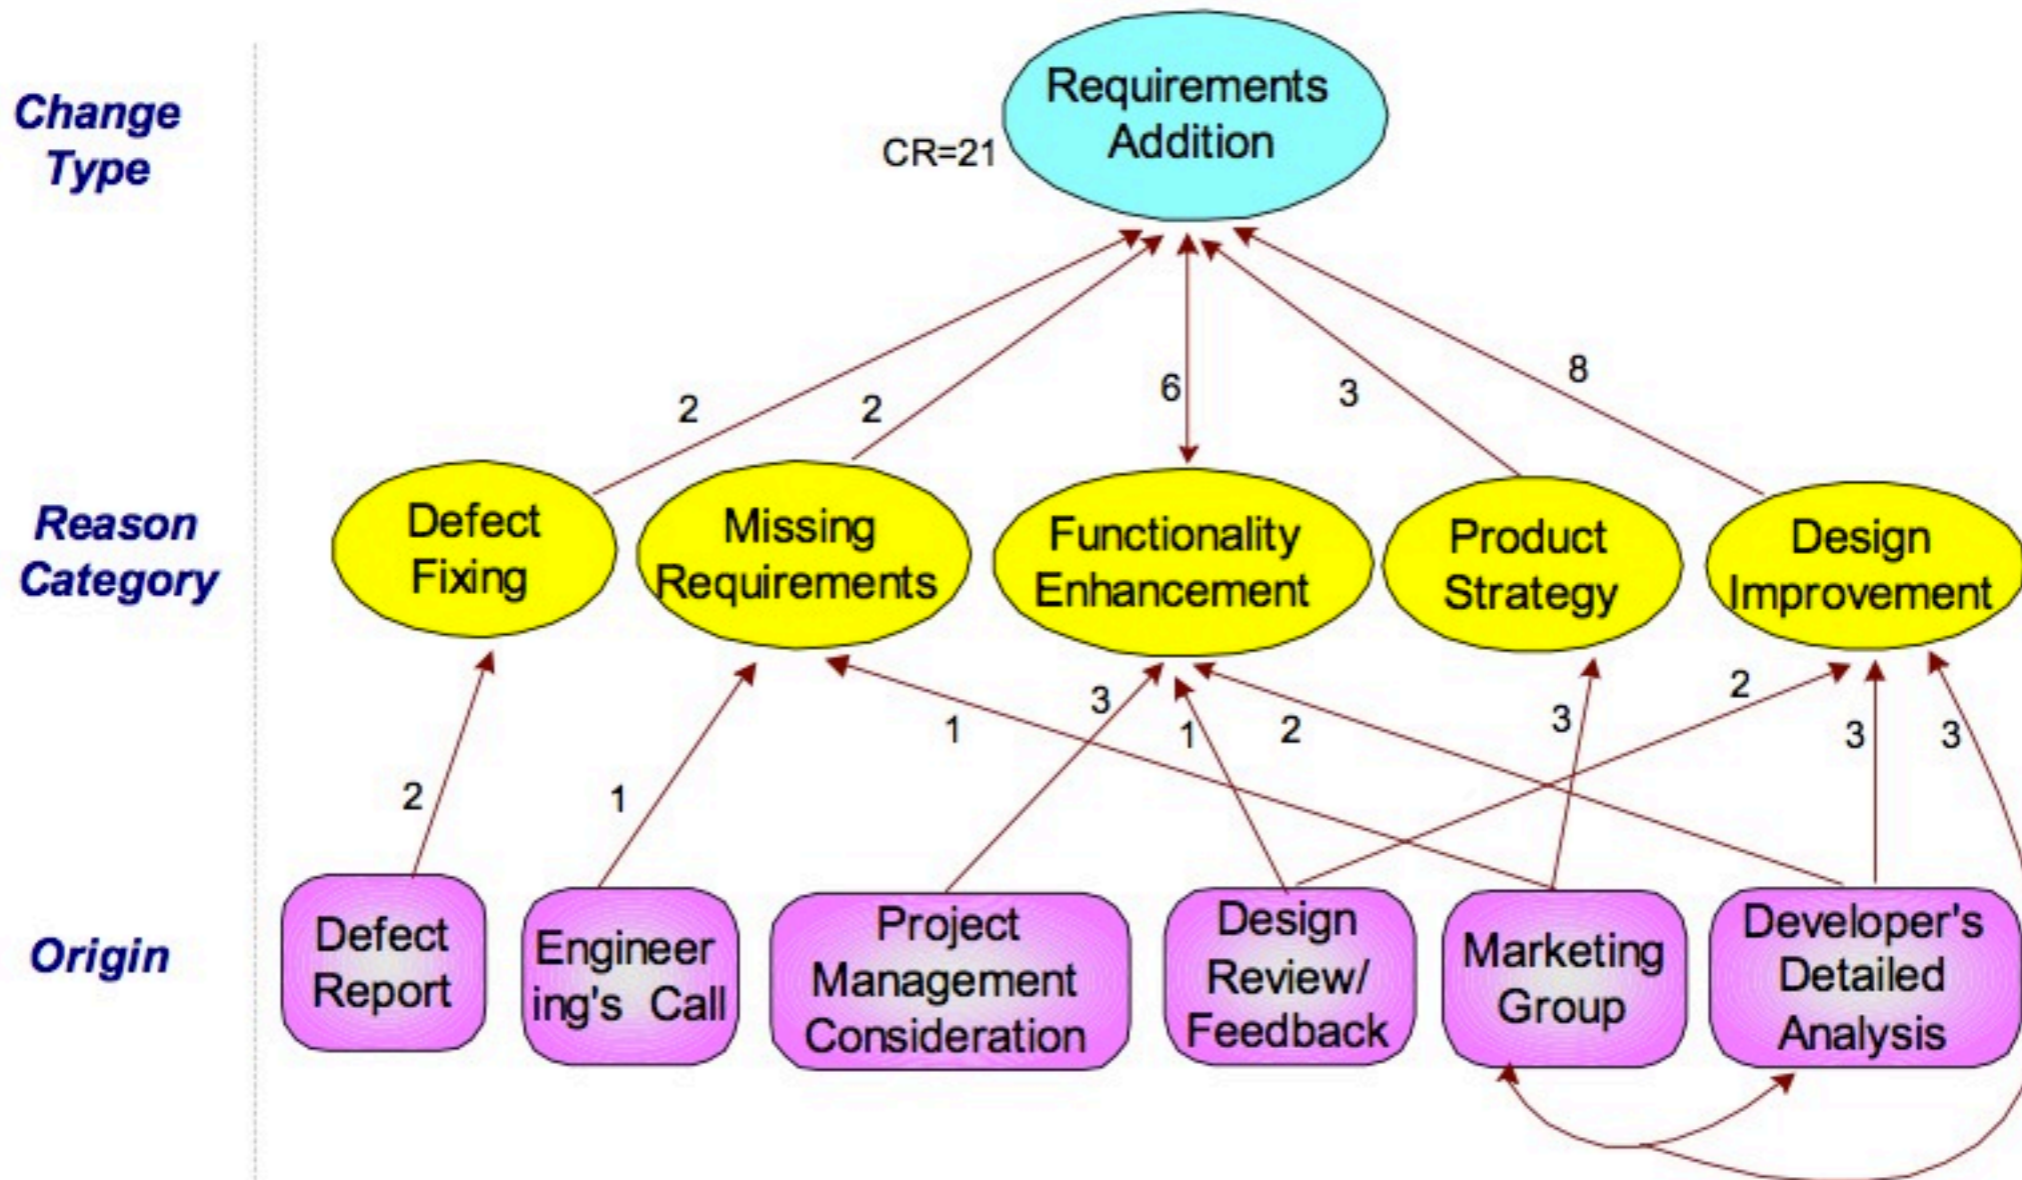 Change
Type
Requirements
Addition
CR=21
2
2
6
3
8
Reason
Category
Defect
Fixing
Missing
Requirements
Functionality
Enhancement
Product
Strategy
Design
Improvement
2
1
1
3
1
2
3
2
3
3
Origin
Defect
Report
Engineer
ing's Call
Project
Management
Consideration
Design
Review/
Feedback
Marketing
Group
Developer's
Detailed
Analysis